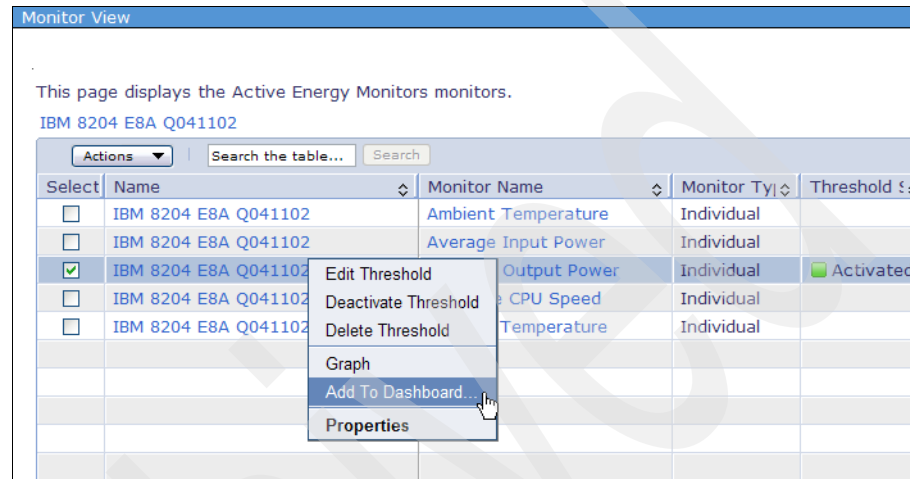 Monitor View
.
This page displays the Active Energy Monitors monitors.
IBM 8204 E8A Q041102
Actions Search the table... Search
Select Name Monitor Name Monitor Ty Threshold
IBM 8204 E8A Q041102 Ambient Temperature Individual
IBM 8204 E8A Q041102 Average Input Power Individual
IBM 8204 E8A Q041102 Output Power Individual Activated
IBM 8204 E8A Q041102 CPU Speed Individual
IBM 8204 E8A Q041102 Temperature Individual
Edit Threshold
Deactivate Threshold
Delete Threshold
Graph
Add To Dashboard...
Properties